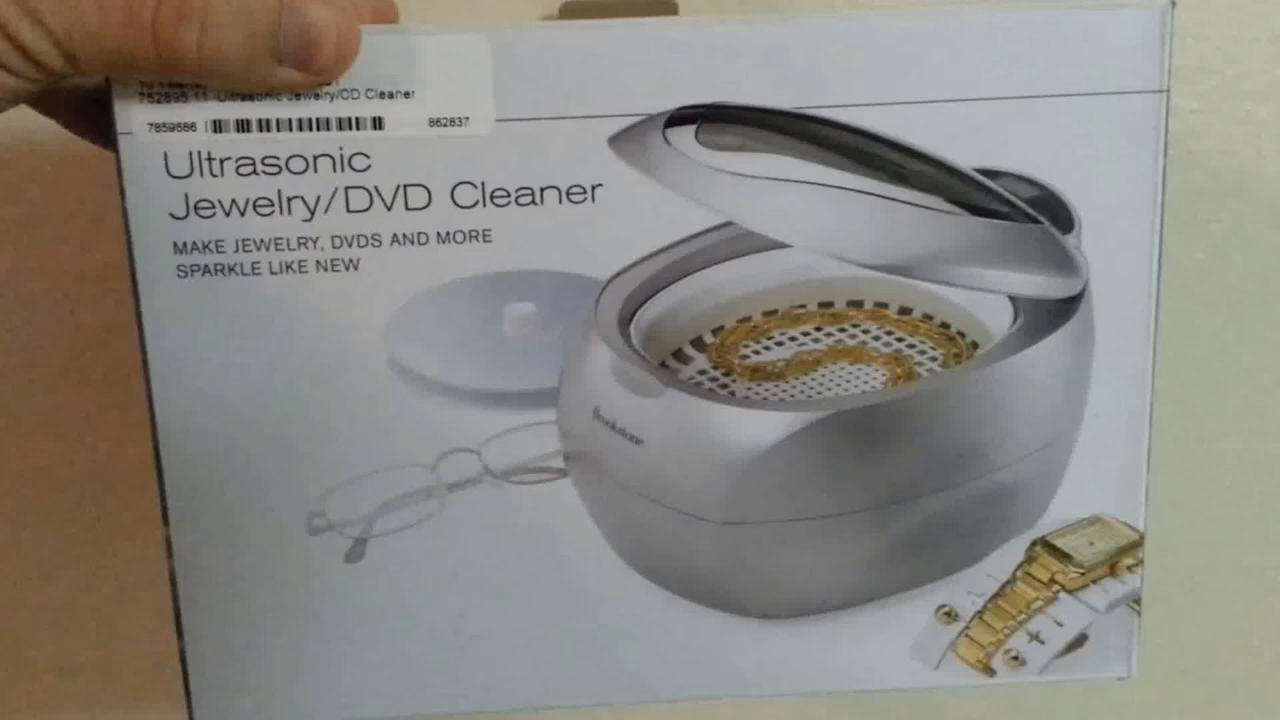 752895 11 Ultrasonic Jewelry/CD Cleaner
7859686 862637
Ultrasonic
Jewelry/DVD Cleaner
MAKE JEWELRY, DVDS AND MORE
SPARKLE LIKE NEW
Brookstone